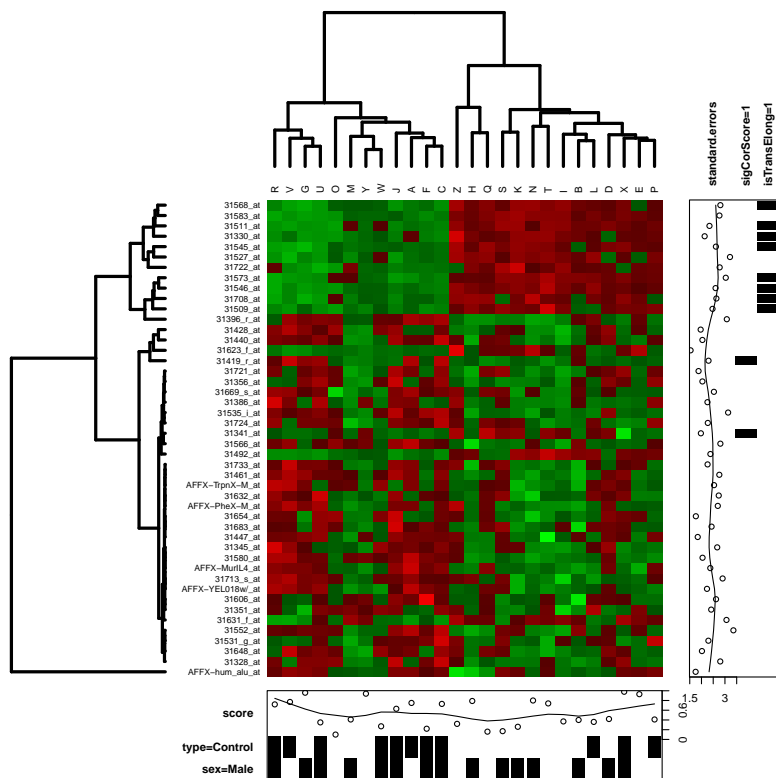 standard.errors
sigCorScore=1
isTransElong=1
R V G U O M Y W J A F C Z H Q S K N T I B L D X E P
31568_at
31583_at
31511_at
31330_at
31545_at
31527_at
31722_at
31573_at
31546_at
31708_at
31509_at
31396_r_at
31428_at
31440_at
31623_f_at
31419_r_at
31721_at
31356_at
31669_s_at
31386_at
31535_i_at
31724_at
31341_at
31566_at
31492_at
31733_at
31461_at
AFFX-TrpnX-M_at
31632_at
AFFX-PheX-M_at
31654_at
31683_at
31447_at
31345_at
31580_at
AFFX-MurIL4_at
31713_s_at
AFFX-YEL018w/_at
31606_at
31351_at
31631_f_at
31552_at
31531_g_at
31648_at
31328_at
AFFX-hum_alu_at
1.5 3
score
0 0.6
type=Control
sex=Male